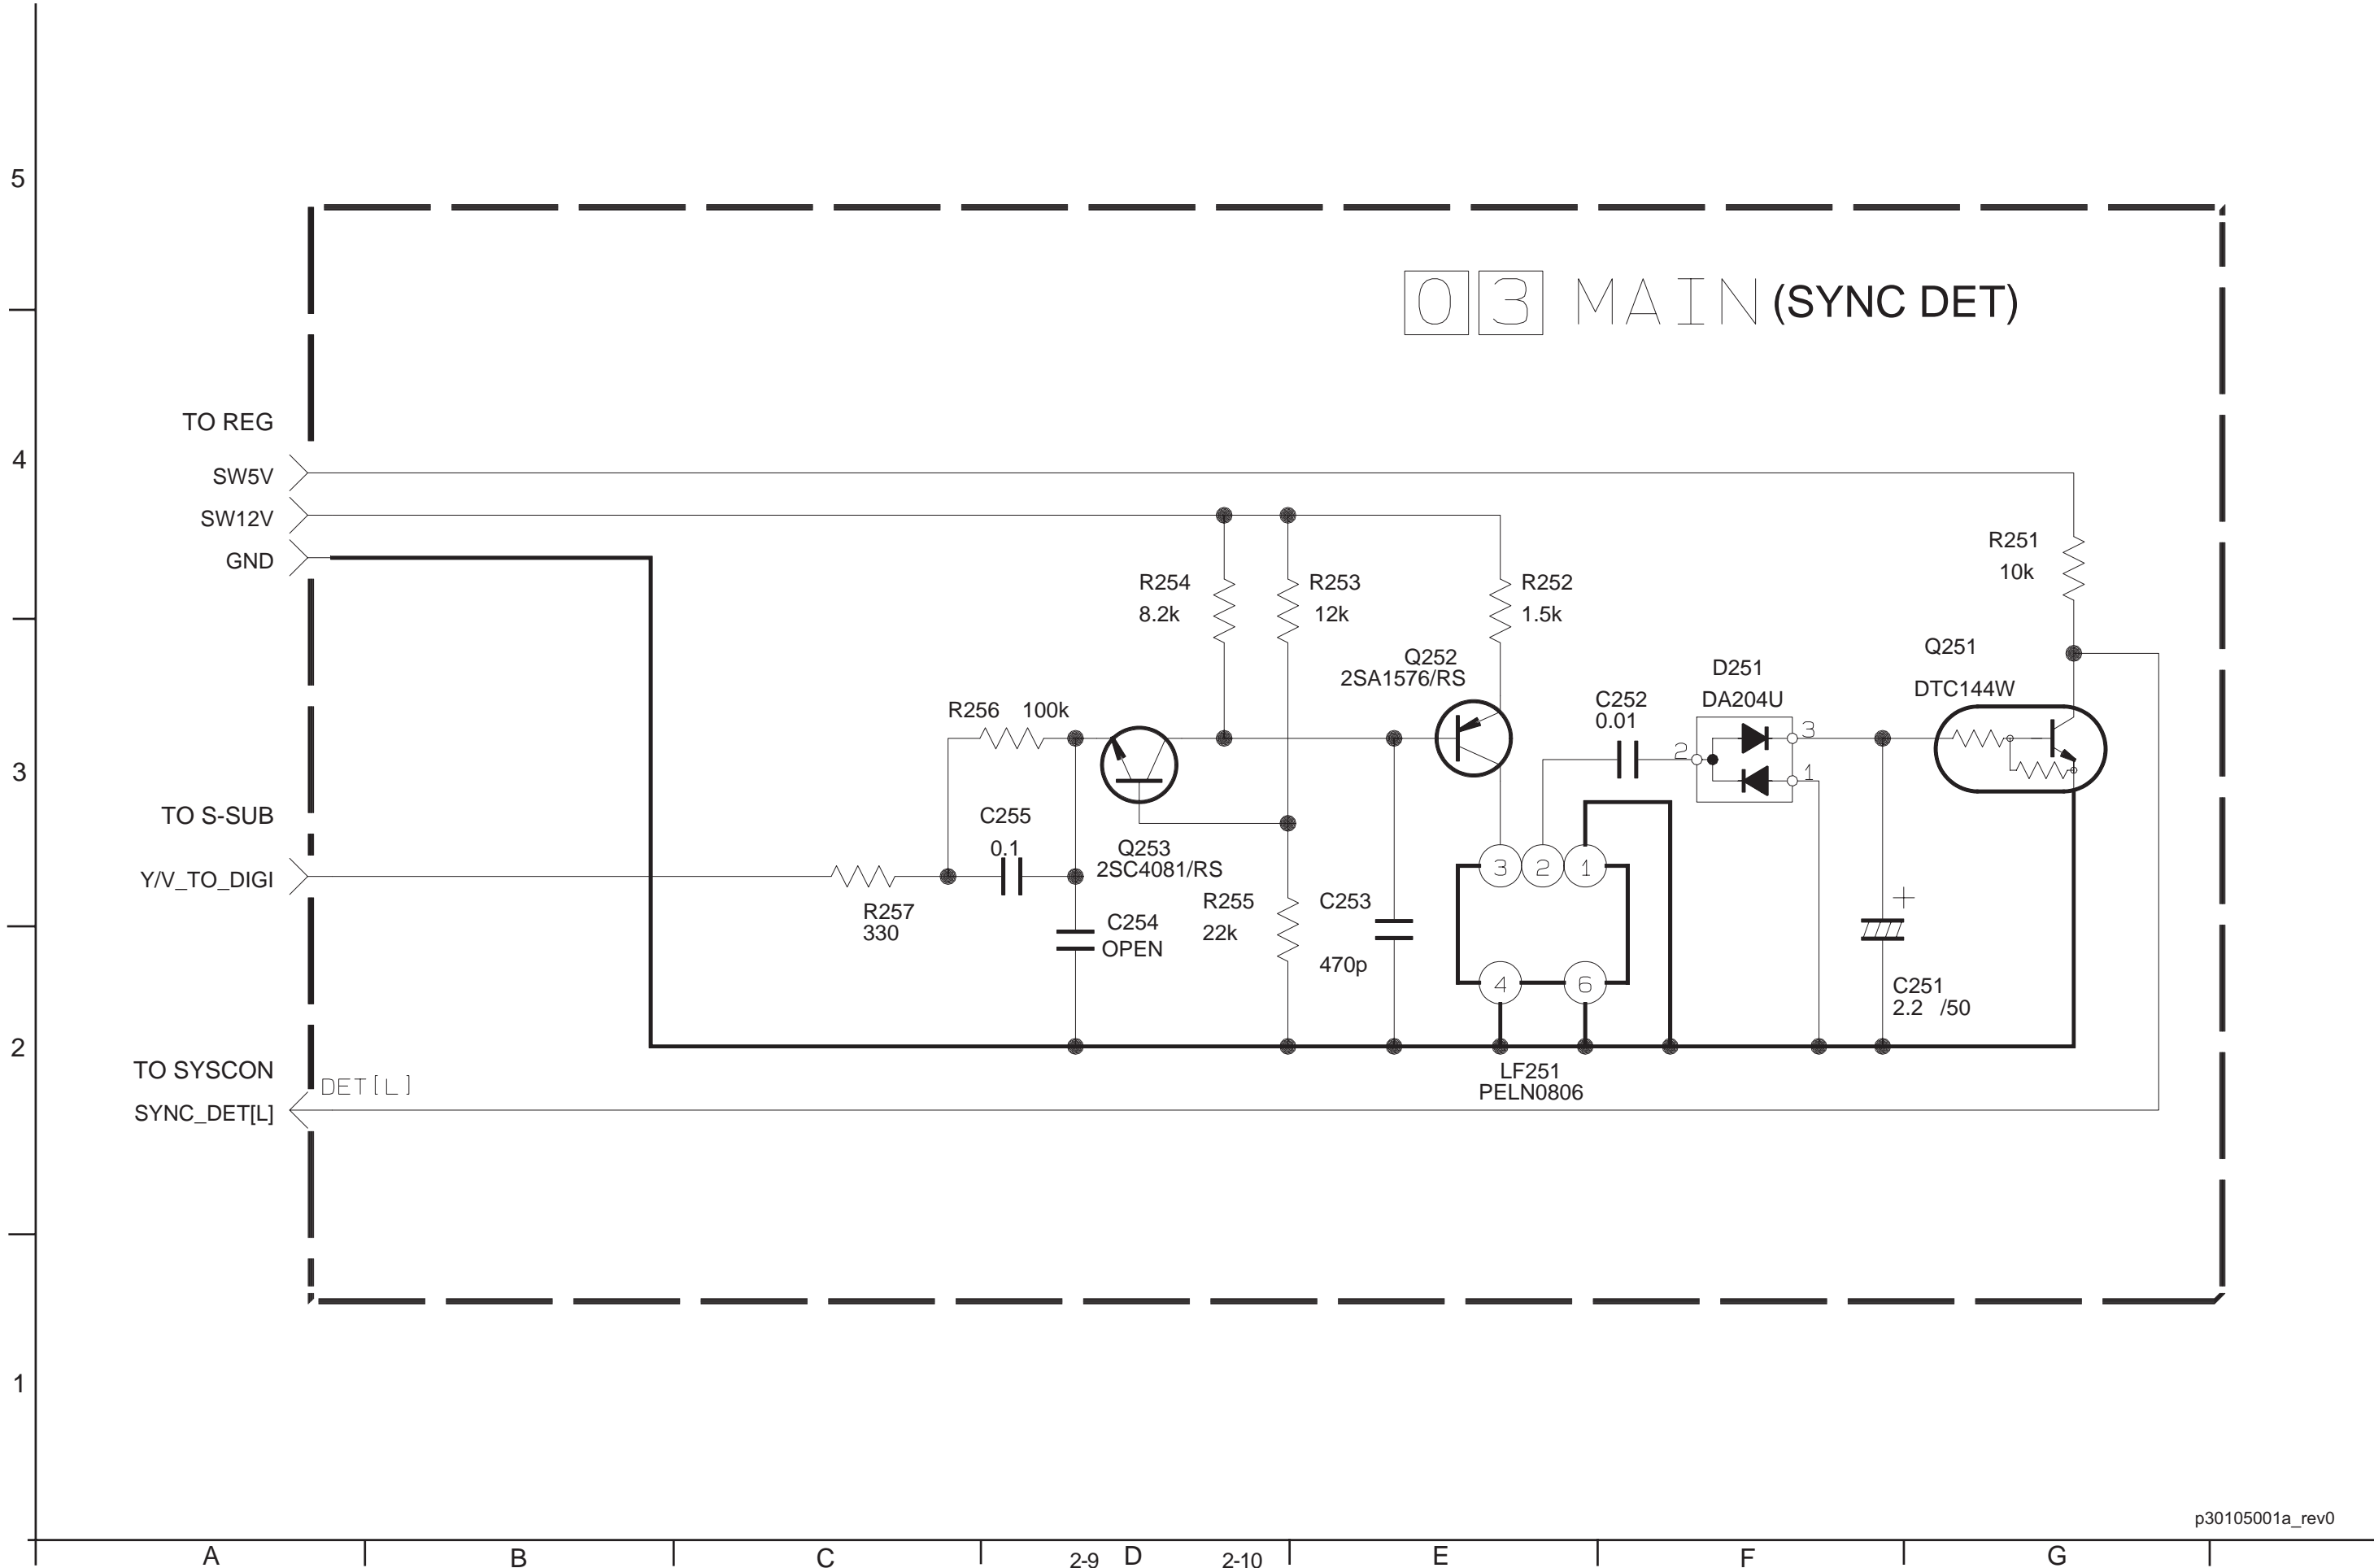 5
03 MAIN (SYNC DET)
TO REG
4
SW5V
SW12V
GND
R251
10k
R254
8.2k
R253
12k
R252
1.5k
Q252
2SA1576/RS
Q251
DTC144W
D251
DA204U
C252
0.01
R256 100k
2
3
1
3
TO S-SUB
Y/V_TO_DIGI
C255
0.1
Q253
2SC4081/RS
R257
330
C254
OPEN
R255
22k
C253
470p
3 2 1
4 6
+
C251
2.2 /50
2
TO SYSCON
DET[L]
SYNC_DET[L]
LF251
PELN0806
1
p30105001a_rev0
A B C 2-9 D 2-10 E F G